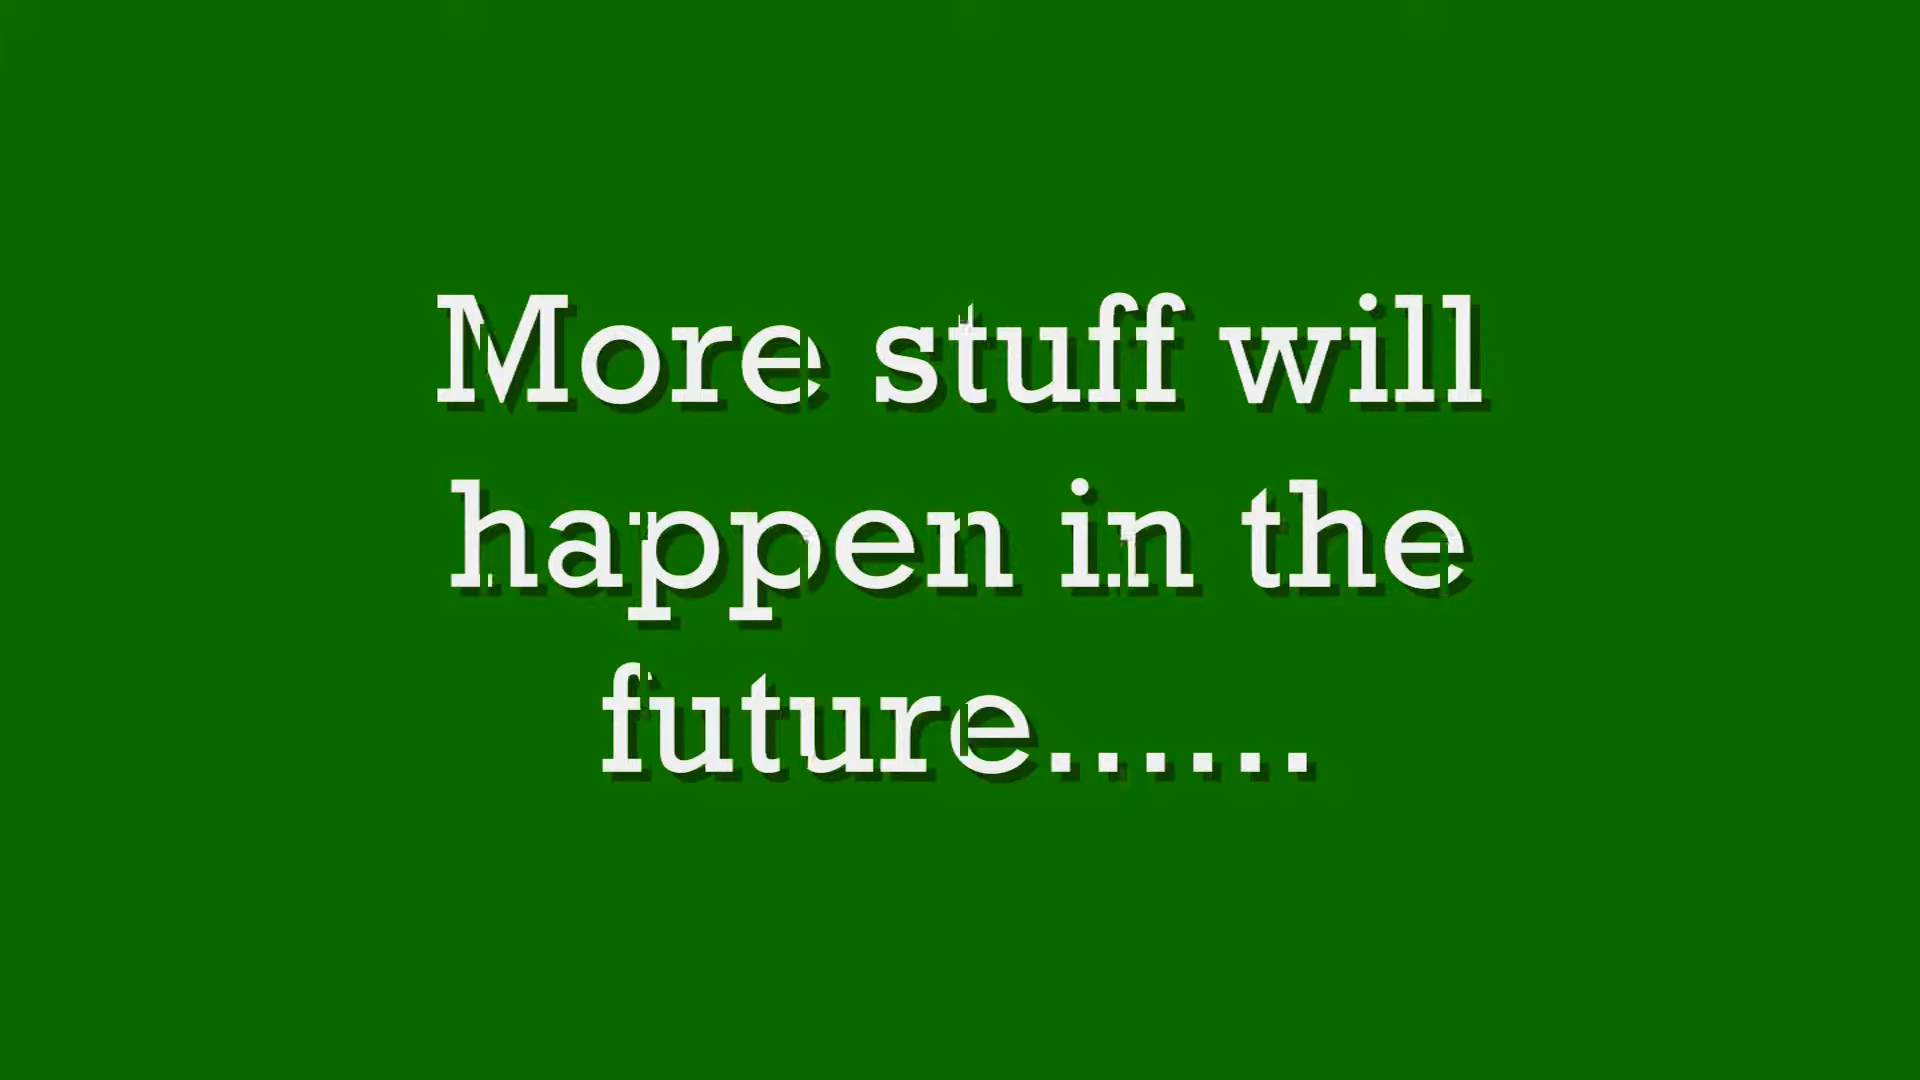 More stuff will
happen in the
future......